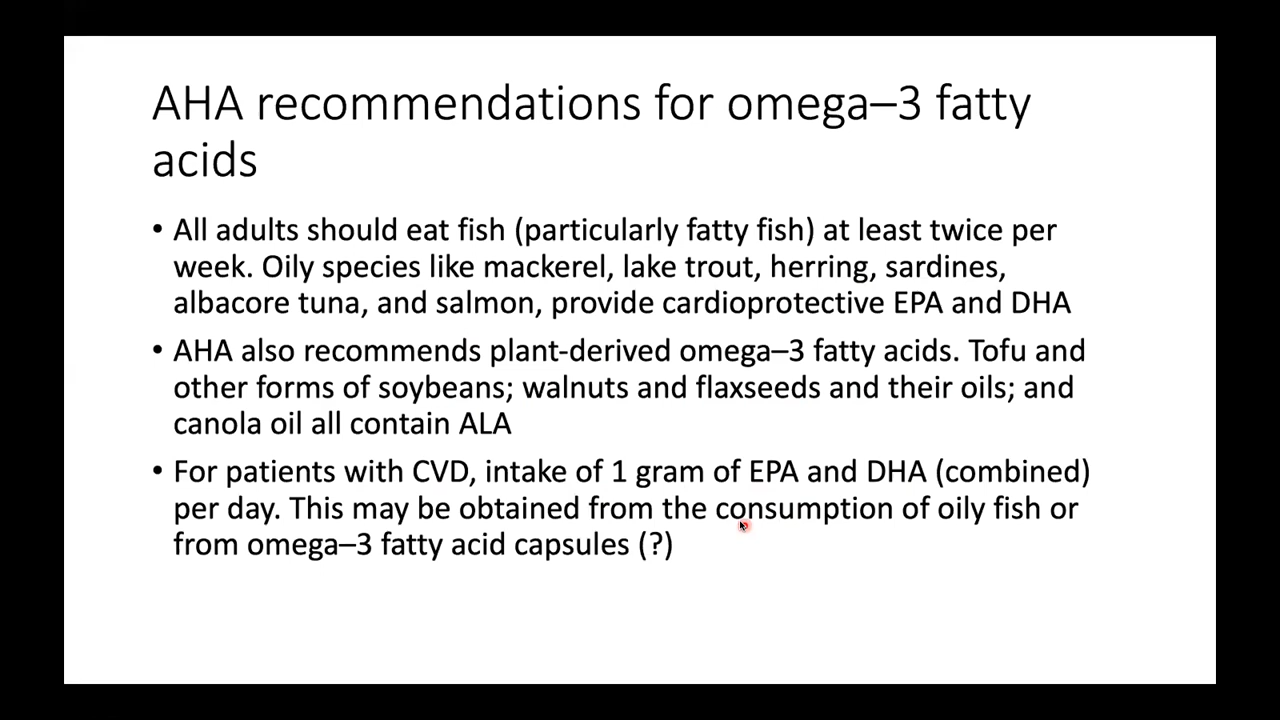 AHA recommendations for omega–3 fatty
acids
• All adults should eat fish (particularly fatty fish) at least twice per
week. Oily species like mackerel, lake trout, herring, sardines,
albacore tuna, and salmon, provide cardioprotective EPA and DHA
• AHA also recommends plant-derived omega–3 fatty acids. Tofu and
other forms of soybeans; walnuts and flaxseeds and their oils; and
canola oil all contain ALA
• For patients with CVD, intake of 1 gram of EPA and DHA (combined)
per day. This may be obtained from the consumption of oily fish or
from omega–3 fatty acid capsules (?)